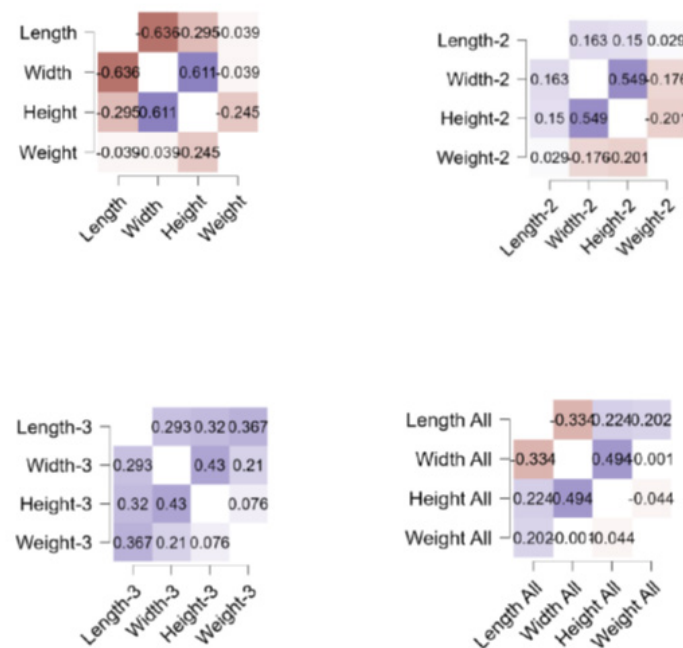 Length -0.636 -0.295 -0.039
Width -0.636 0.611 -0.039
Height -0.295 0.611 -0.245
Weight -0.039 -0.039 -0.245
Length Width Height Weight
Length-2 0.163 0.15 0.029
Width-2 0.163 0.549 -0.176
Height-2 0.15 0.549 -0.201
Weight-2 0.029 -0.176 -0.201
Length-2 Width-2 Height-2 Weight-2
Length-3 0.293 0.32 0.367
Width-3 0.293 0.43 0.21
Height-3 0.32 0.43 0.076
Weight-3 0.367 0.21 0.076
Length-3 Width-3 Height-3 Weight-3
Length All -0.334 0.224 0.202
Width All -0.334 0.494 -0.001
Height All 0.224 0.494 -0.044
Weight All 0.202 -0.001 -0.044
Length All Width All Height All Weight All